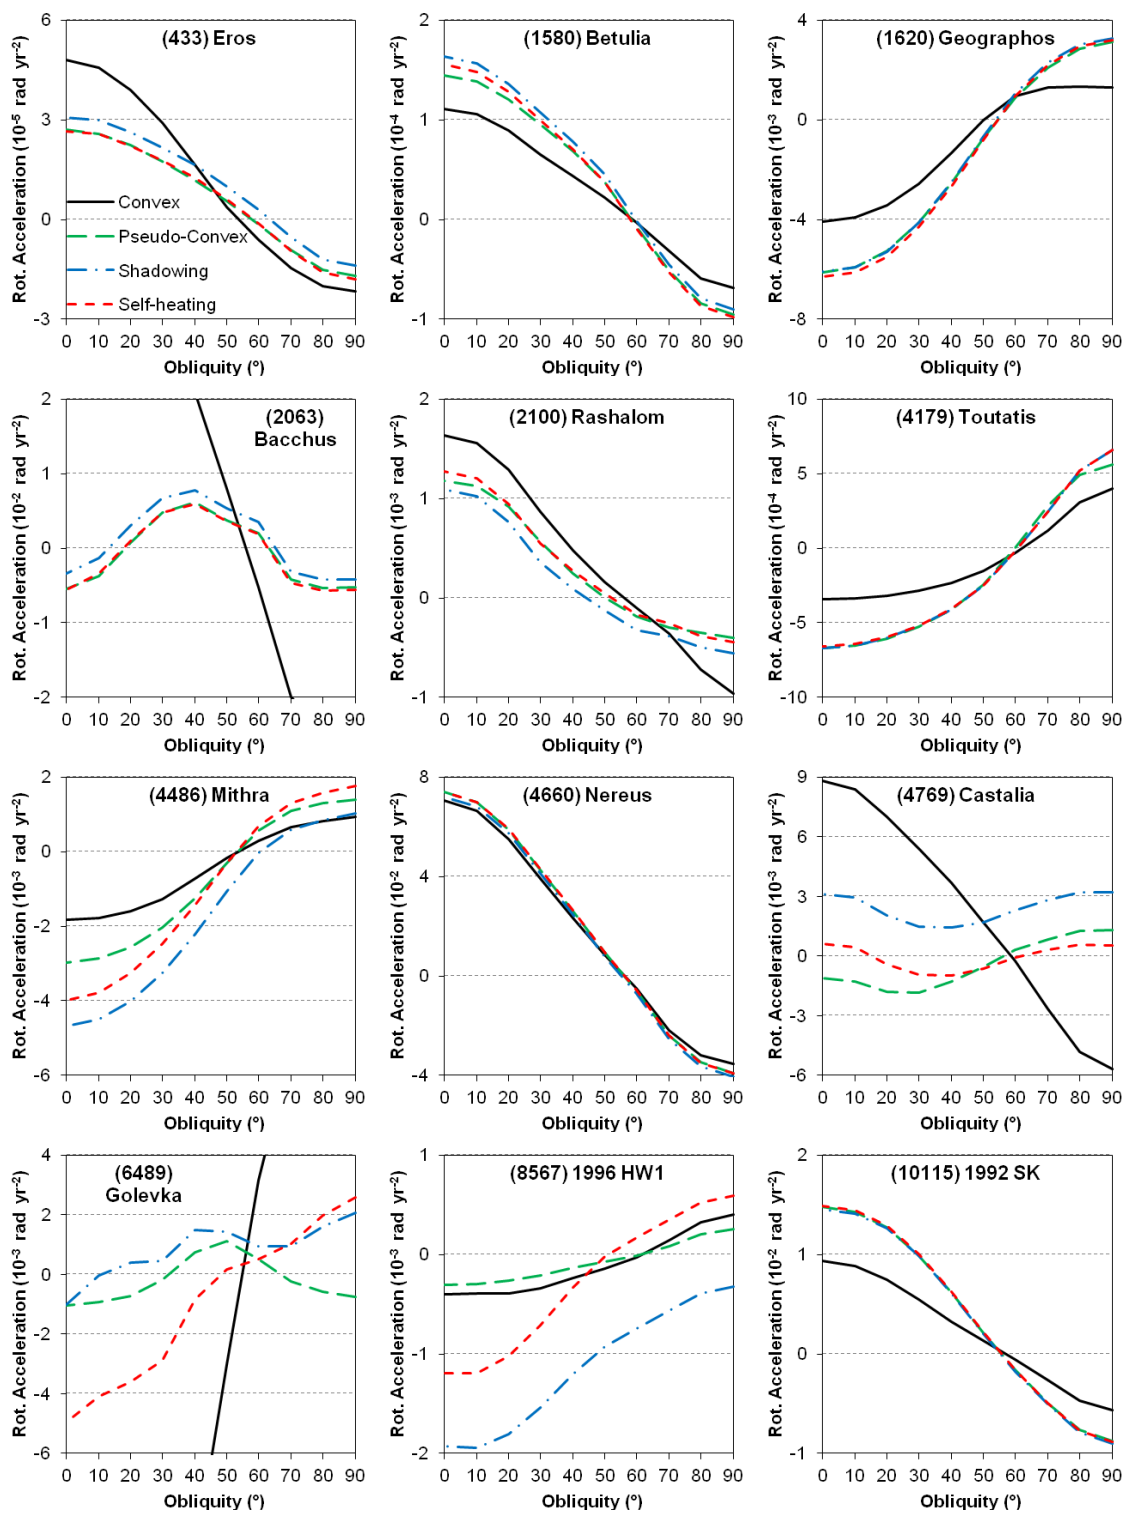 (433) Eros
Rot. Acceleration (10⁻⁵ rad yr⁻²)
6
3
0
-3
Convex
Pseudo-Convex
Shadowing
Self-heating
0 10 20 30 40 50 60 70 80 90
Obliquity (°)
(1580) Betulia
Rot. Acceleration (10⁻⁴ rad yr⁻²)
2
1
0
-1
0 10 20 30 40 50 60 70 80 90
Obliquity (°)
(1620) Geographos
Rot. Acceleration (10⁻³ rad yr⁻²)
4
0
-4
-8
0 10 20 30 40 50 60 70 80 90
Obliquity (°)
(2063)
Bacchus
Rot. Acceleration (10⁻² rad yr⁻²)
2
1
0
-1
-2
0 10 20 30 40 50 60 70 80 90
Obliquity (°)
(2100) Rashalom
Rot. Acceleration (10⁻³ rad yr⁻²)
2
1
0
-1
0 10 20 30 40 50 60 70 80 90
Obliquity (°)
(4179) Toutatis
Rot. Acceleration (10⁻⁴ rad yr⁻²)
10
5
0
-5
-10
0 10 20 30 40 50 60 70 80 90
Obliquity (°)
(4486) Mithra
Rot. Acceleration (10⁻³ rad yr⁻²)
2
0
-2
-4
-6
0 10 20 30 40 50 60 70 80 90
Obliquity (°)
(4660) Nereus
Rot. Acceleration (10⁻² rad yr⁻²)
8
4
0
-4
0 10 20 30 40 50 60 70 80 90
Obliquity (°)
(4769) Castalia
Rot. Acceleration (10⁻³ rad yr⁻²)
9
6
3
0
-3
-6
0 10 20 30 40 50 60 70 80 90
Obliquity (°)
(6489)
Golevka
Rot. Acceleration (10⁻³ rad yr⁻²)
4
2
0
-2
-4
-6
0 10 20 30 40 50 60 70 80 90
Obliquity (°)
(8567) 1996 HW1
Rot. Acceleration (10⁻³ rad yr⁻²)
1
0
-1
-2
0 10 20 30 40 50 60 70 80 90
Obliquity (°)
(10115) 1992 SK
Rot. Acceleration (10⁻² rad yr⁻²)
2
1
0
-1
0 10 20 30 40 50 60 70 80 90
Obliquity (°)